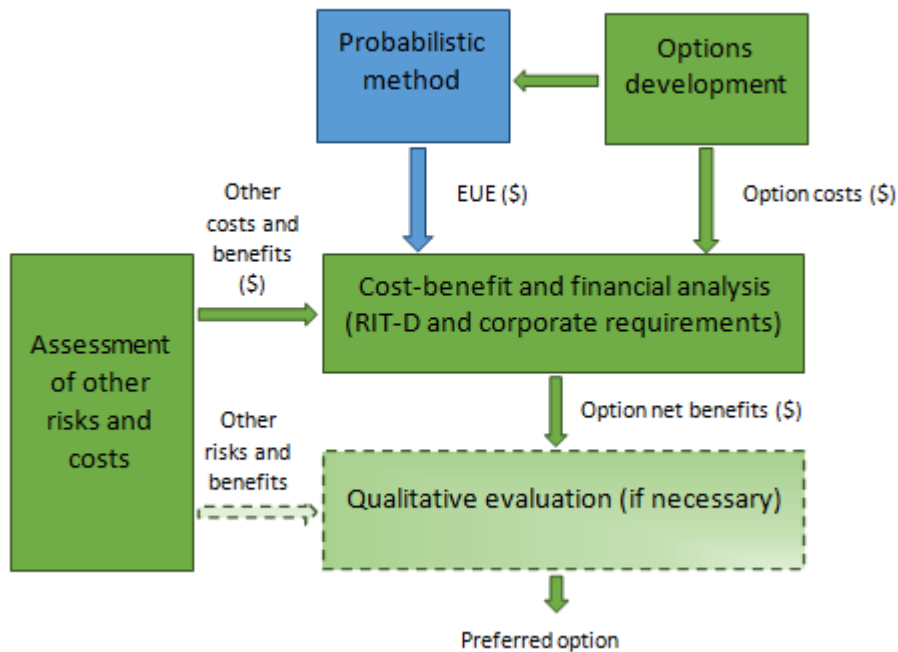 Probabilistic
method
Options
development
Other
costs and
benefits
($)
EUE ($)
Option costs ($)
Cost-benefit and financial analysis
(RIT-D and corporate requirements)
Assessment
of other
risks and
costs
Option net benefits ($)
Other
risks and
benefits
Qualitative evaluation (if necessary)
Preferred option